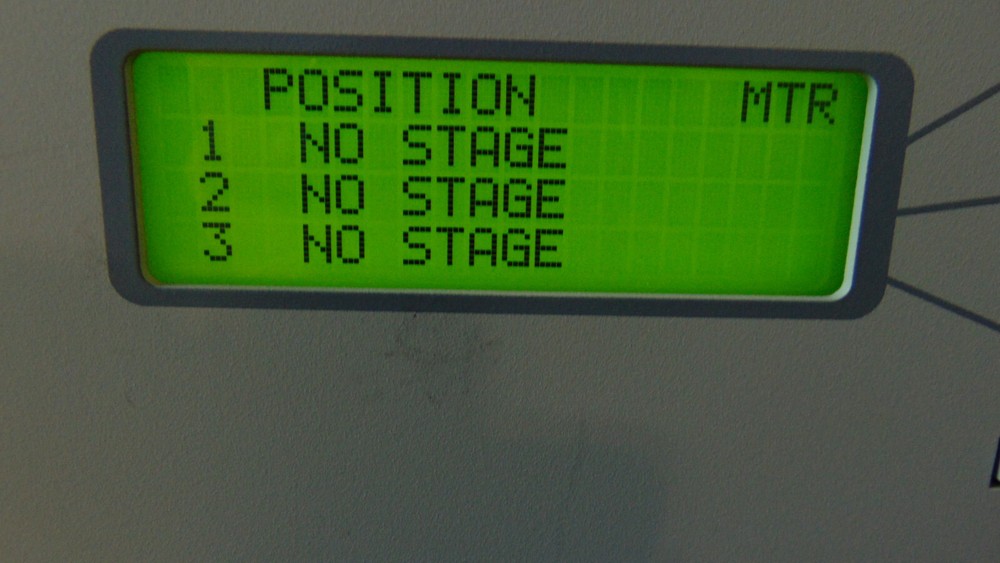 POSITION MTR
1 NO STAGE
2 NO STAGE
3 NO STAGE